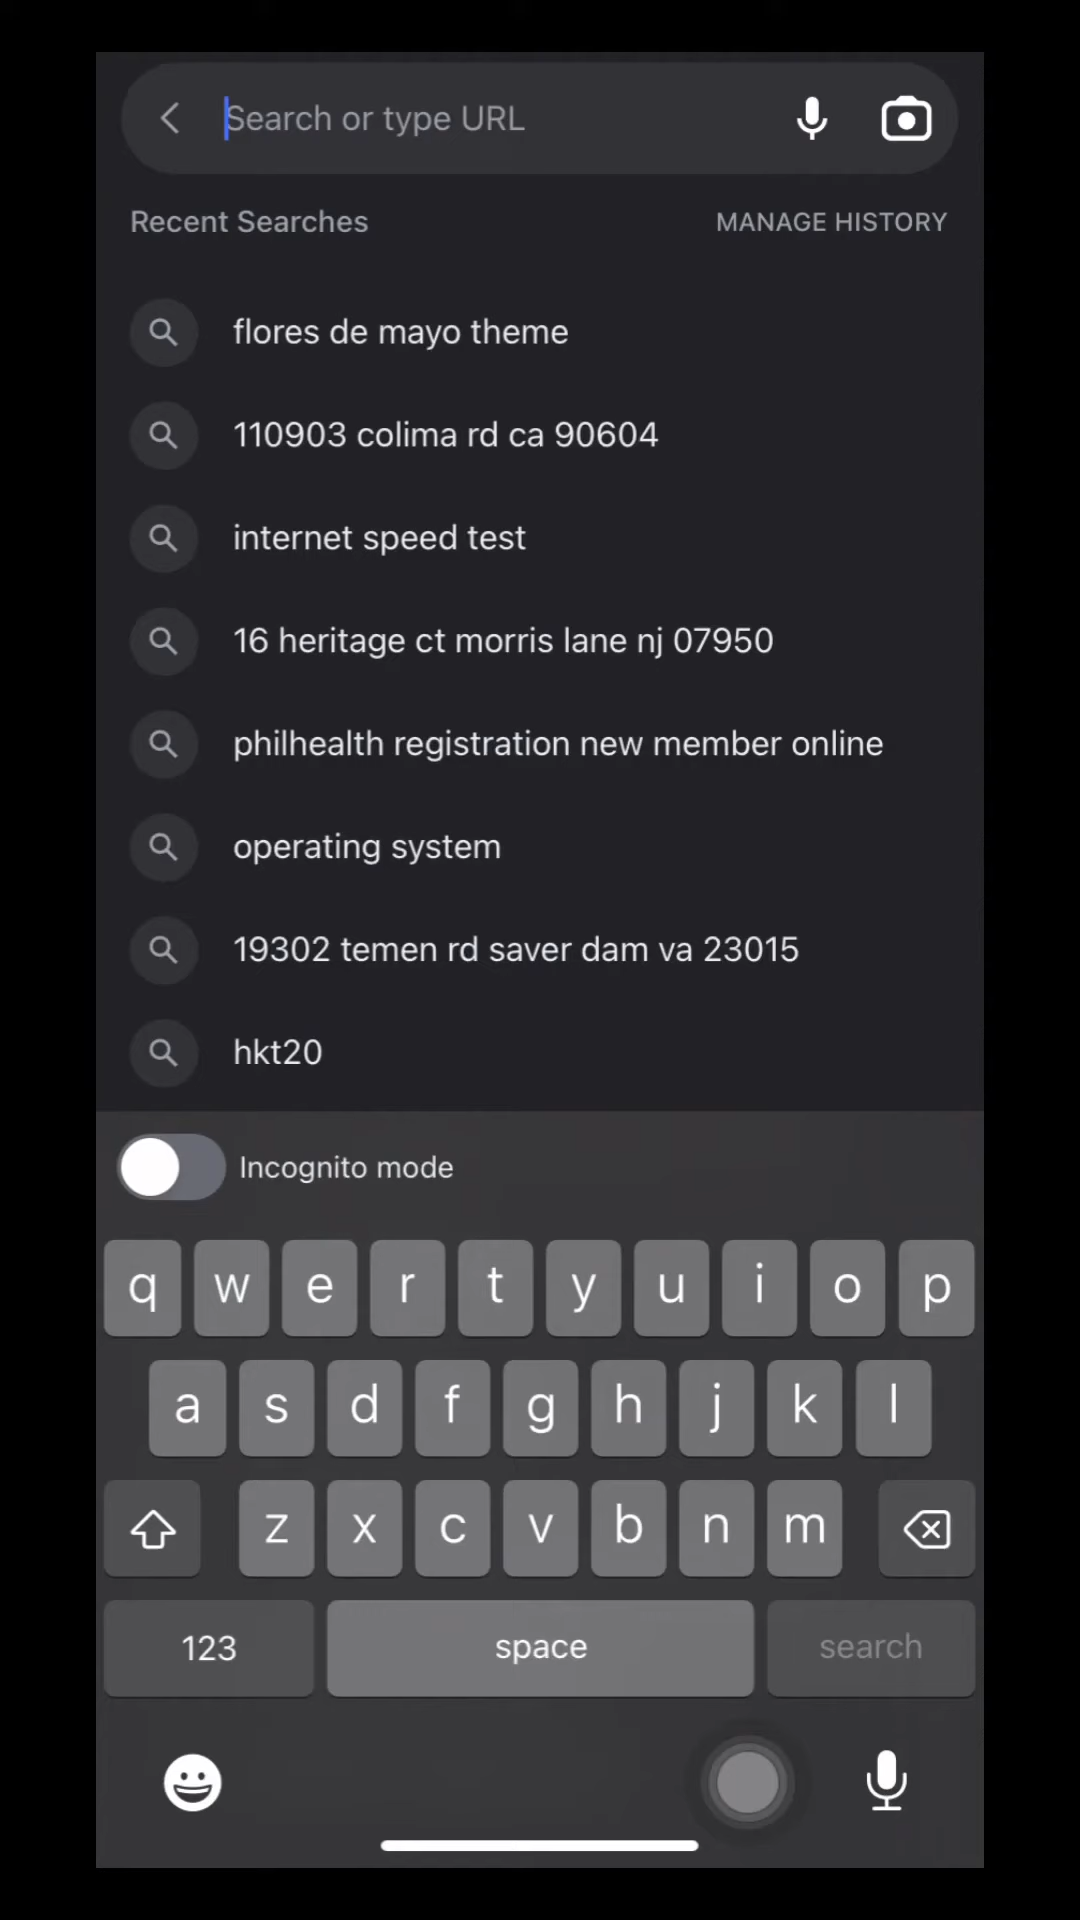 Search or type URL
Recent Searches MANAGE HISTORY
flores de mayo theme
110903 colima rd ca 90604
internet speed test
16 heritage ct morris lane nj 07950
philhealth registration new member online
operating system
19302 temen rd saver dam va 23015
hkt20
Incognito mode
q w e r t y u i o p
a s d f g h j k l
z x c v b n m
123 space search